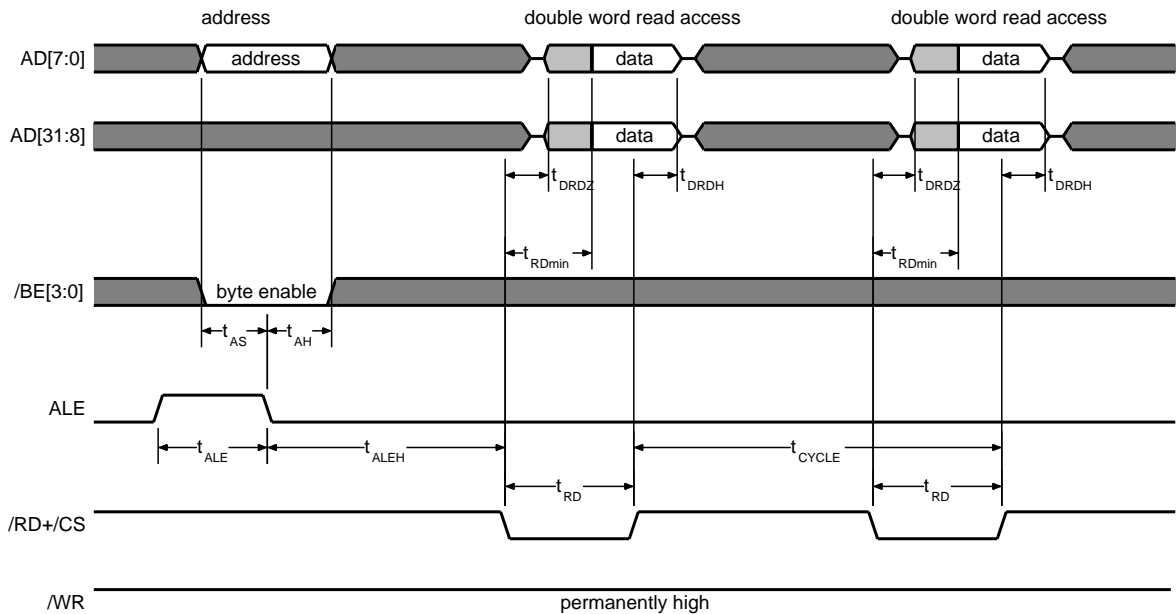 address double word read access double word read access
AD[7:0] address data data
AD[31:8] data data
tDRDZ tDRDH tDRDZ tDRDH
tRDmin tRDmin
/BE[3:0] byte enable
tAS tAH
ALE
tALE tALEH tCYCLE
tRD tRD
/RD+/CS
/WR permanently high